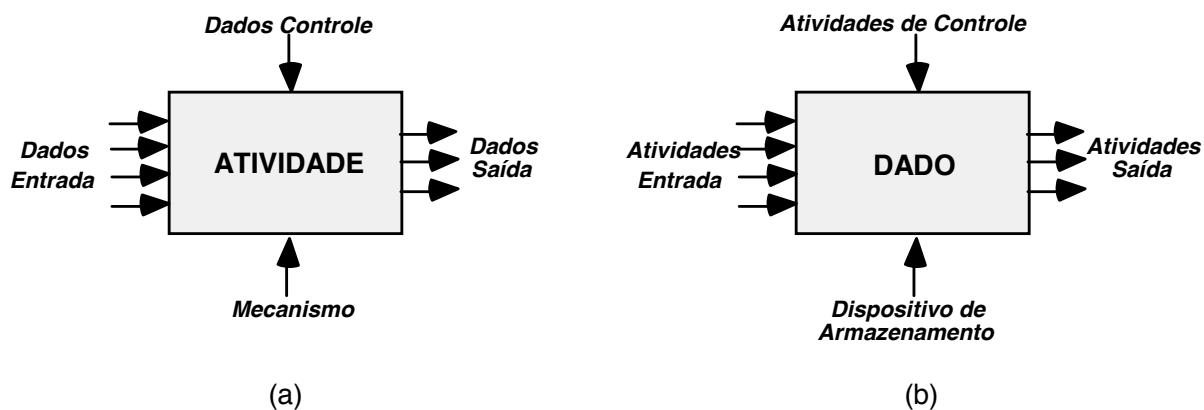 Dados Controle
Dados
Entrada
ATIVIDADE
Dados
Saída
Mecanismo
(a)
Atividades de Controle
Atividades
Entrada
DADO
Atividades
Saída
Dispositivo de
Armazenamento
(b)